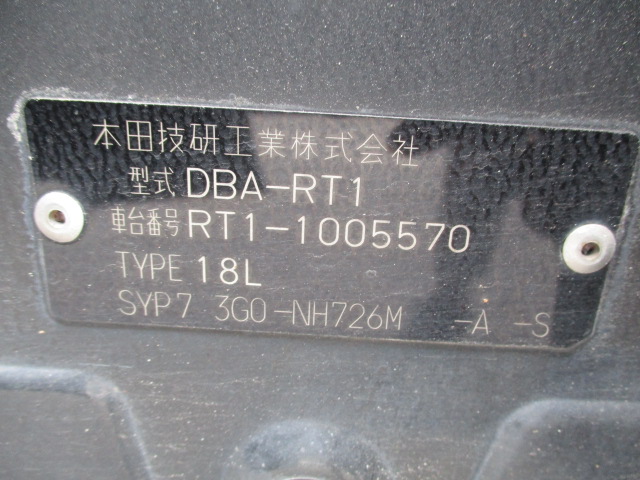 本田技研工業株式会社
型式 DBA-RT1
車台番号 RT1-1005570
TYPE 18L
SYP7 3G0-NH726M -A -S